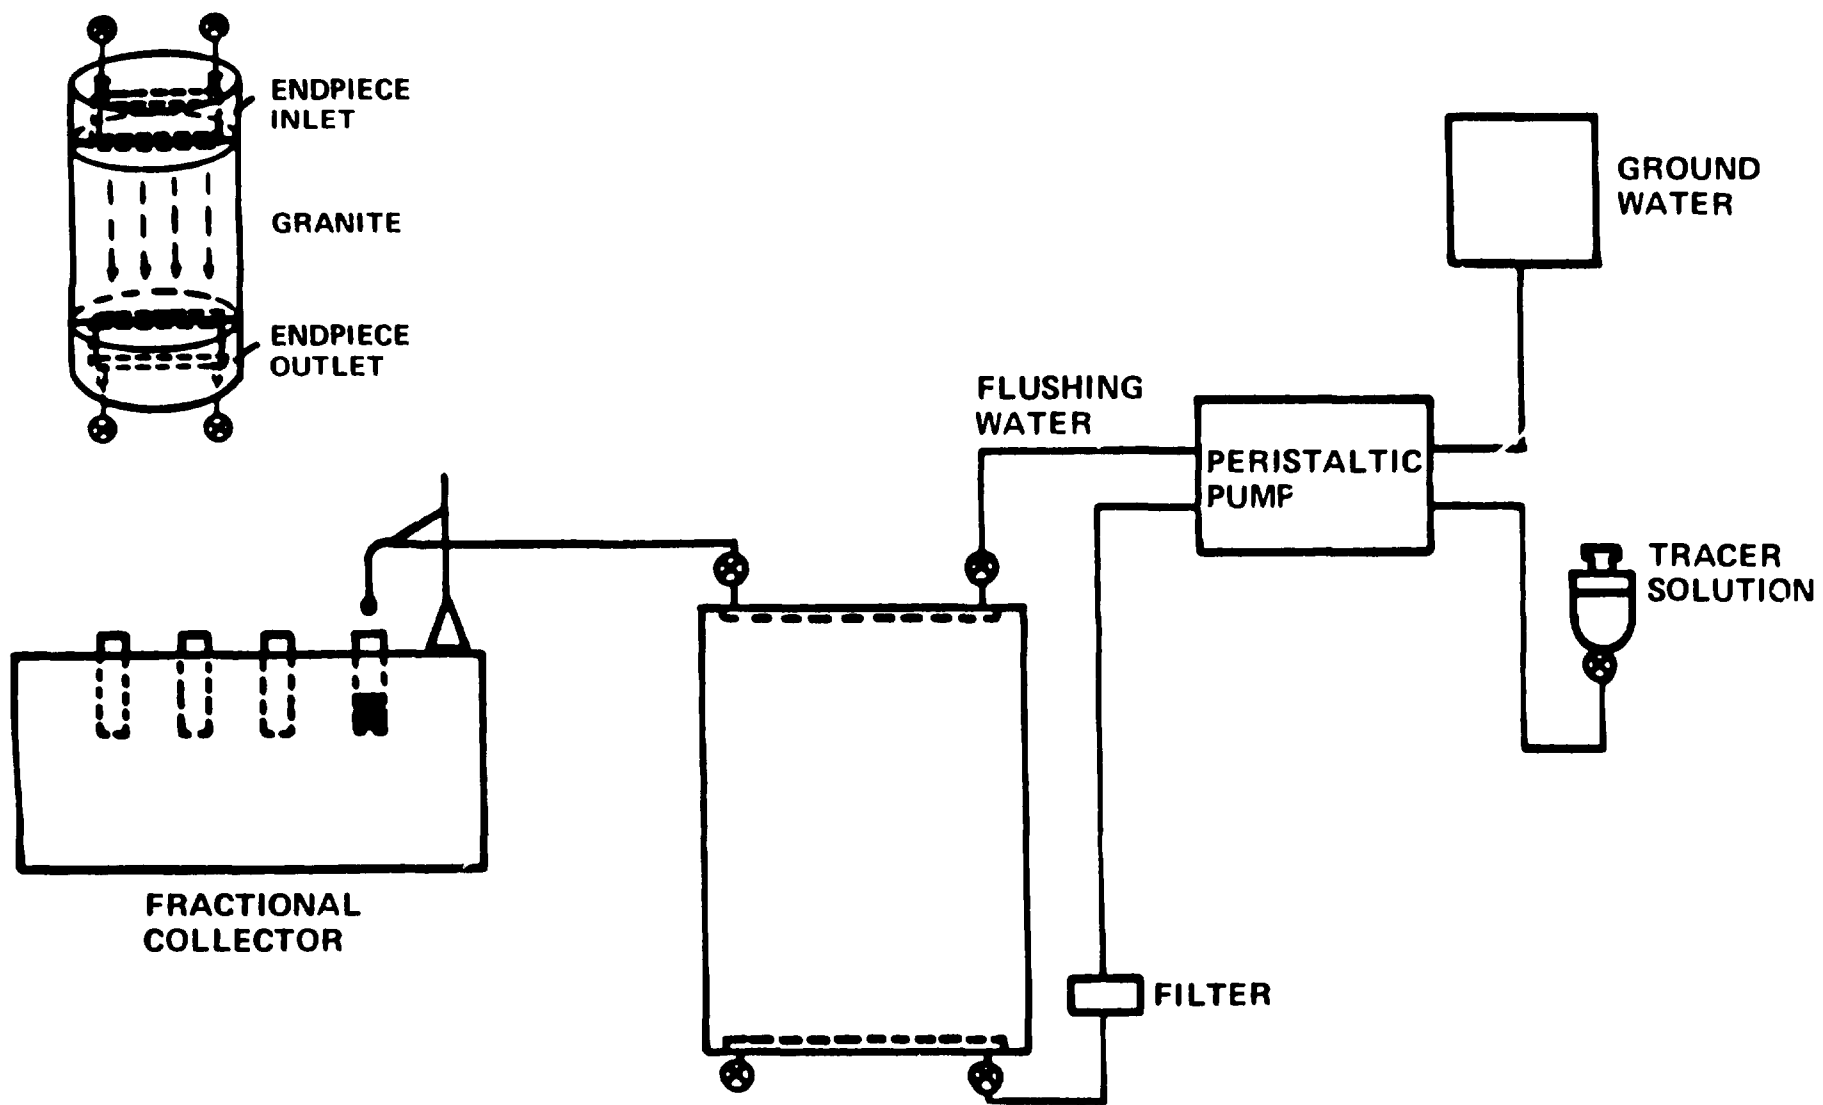 ENDPIECE
INLET
GRANITE
ENDPIECE
OUTLET
GROUND
WATER
FLUSHING
WATER
PERISTALTIC
PUMP
TRACER
SOLUTION
FRACTIONAL
COLLECTOR
FILTER